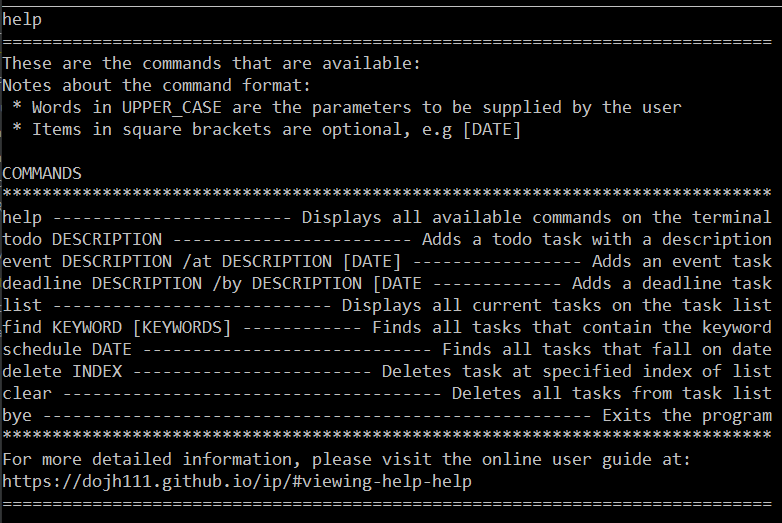 help
=============================================================================
These are the commands that are available:
Notes about the command format:
 * Words in UPPER_CASE are the parameters to be supplied by the user
 * Items in square brackets are optional, e.g [DATE]

COMMANDS
*****************************************************************************
help ------------------------ Displays all available commands on the terminal
todo DESCRIPTION ------------------------ Adds a todo task with a description
event DESCRIPTION /at DESCRIPTION [DATE] ----------------- Adds an event task
deadline DESCRIPTION /by DESCRIPTION [DATE ------------- Adds a deadline task
list ---------------------------- Displays all current tasks on the task list
find KEYWORD [KEYWORDS] ------------ Finds all tasks that contain the keyword
schedule DATE ----------------------------- Finds all tasks that fall on date
delete INDEX ------------------------ Deletes task at specified index of list
clear --------------------------------------- Deletes all tasks from task list
bye ------------------------------------------------------- Exits the program
*****************************************************************************
For more detailed information, please visit the online user guide at:
https://dojh111.github.io/ip/#viewing-help-help
=============================================================================